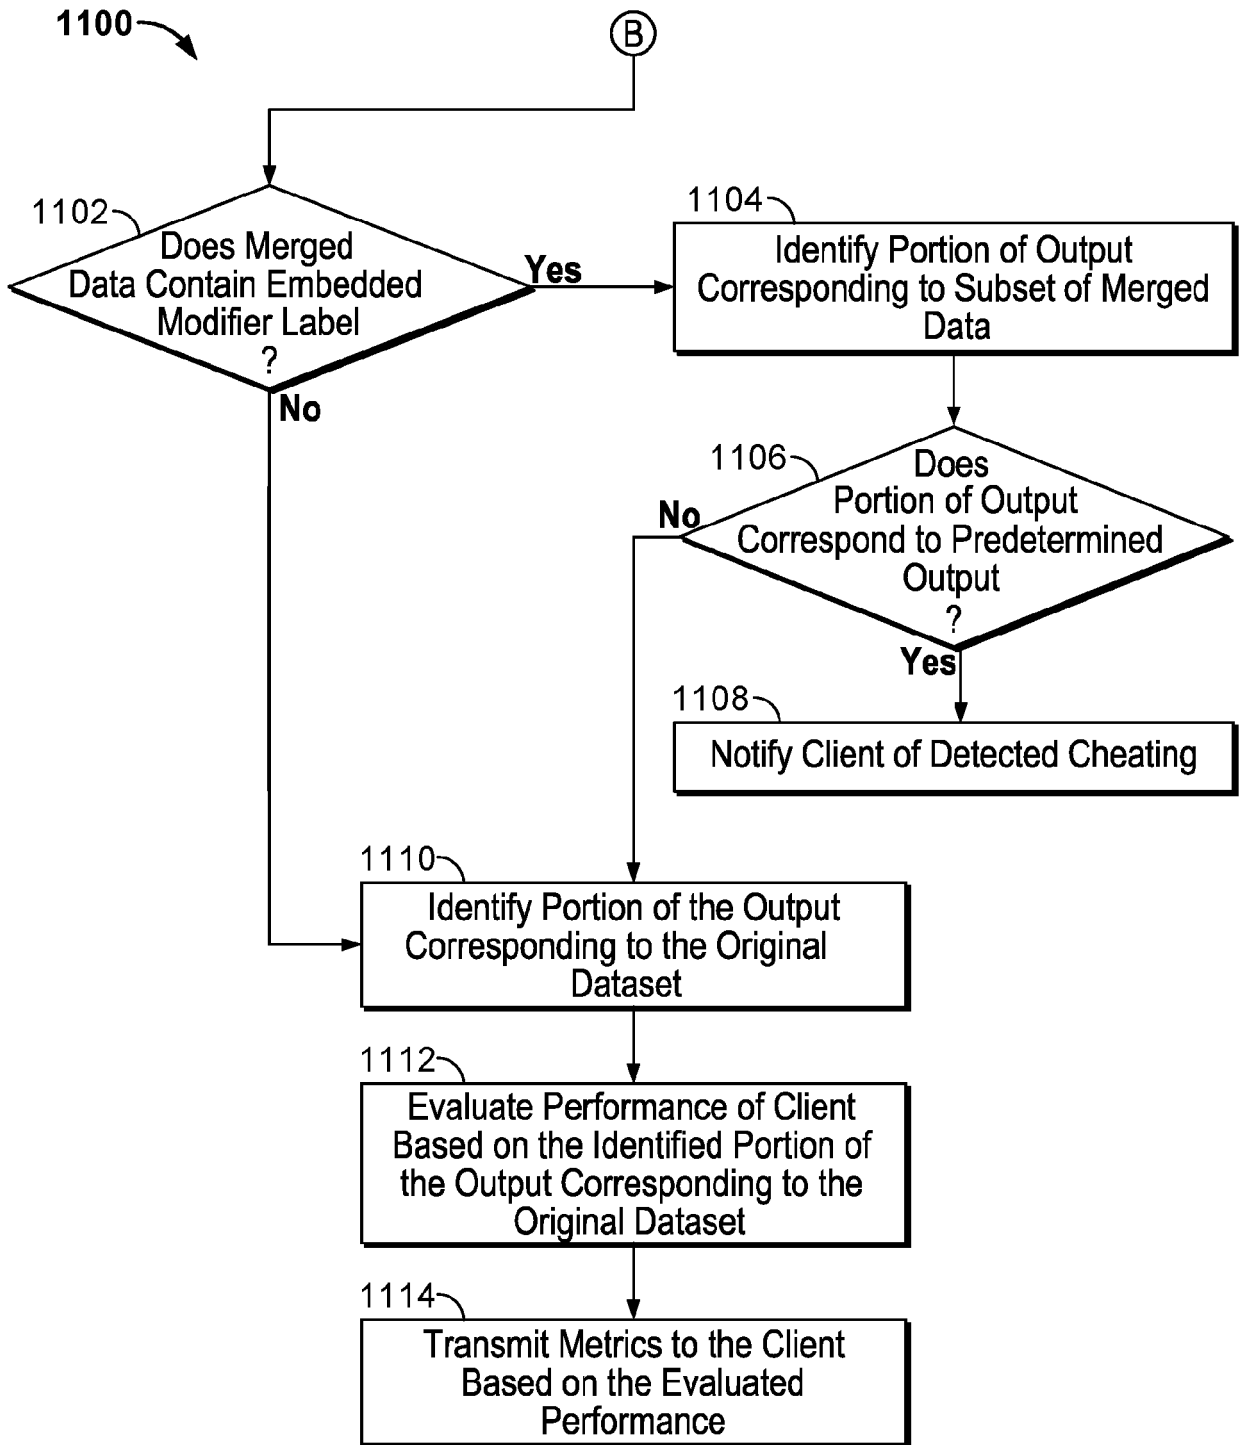 1100
B
1102
Does Merged
Data Contain Embedded
Modifier Label
?
Yes
No
1104
Identify Portion of Output
Corresponding to Subset of Merged
Data
1106
Does
Portion of Output
Correspond to Predetermined
Output
?
No
Yes
1108
Notify Client of Detected Cheating
1110
Identify Portion of the Output
Corresponding to the Original
Dataset
1112
Evaluate Performance of Client
Based on the Identified Portion of
the Output Corresponding to the
Original Dataset
1114
Transmit Metrics to the Client
Based on the Evaluated
Performance